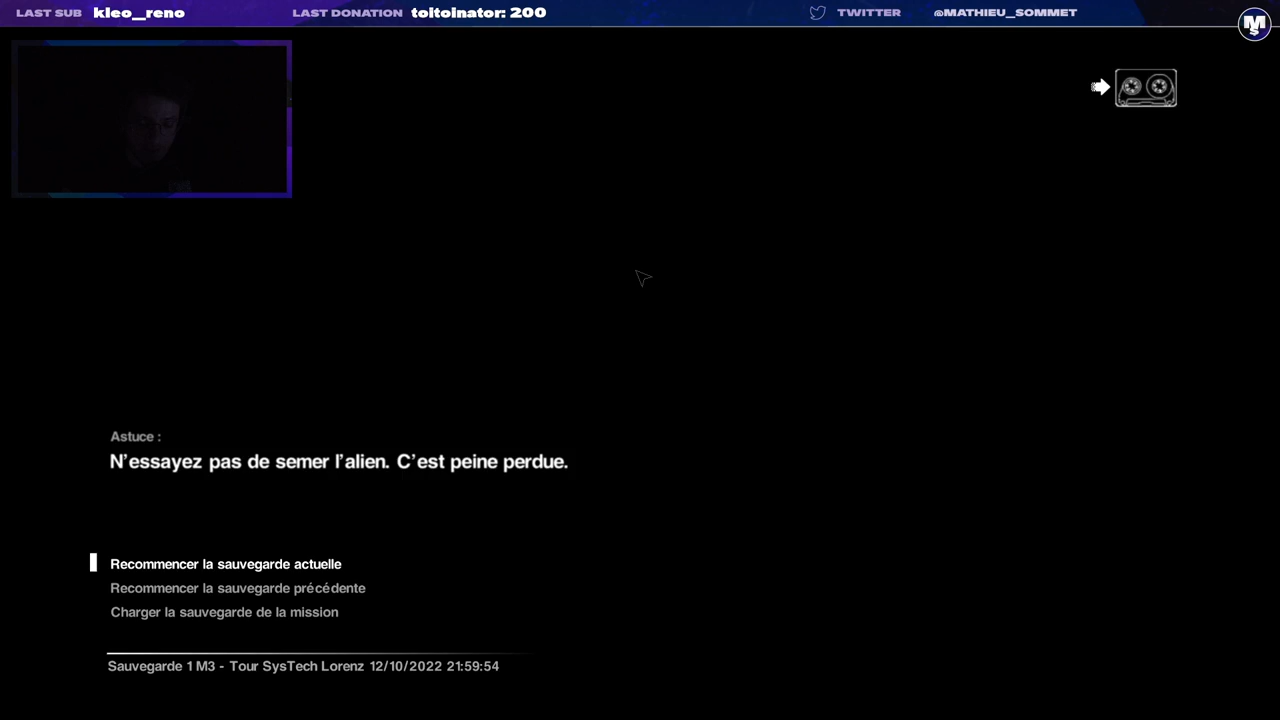 LAST SUB kleo_reno LAST DONATION toitoinator: 200 TWITTER @MATHIEU_SOMMET
Astuce :
N'essayez pas de semer l'alien. C'est peine perdue.
Recommencer la sauvegarde actuelle
Recommencer la sauvegarde précédente
Charger la sauvegarde de la mission
Sauvegarde 1 M3 - Tour SysTech Lorenz 12/10/2022 21:59:54